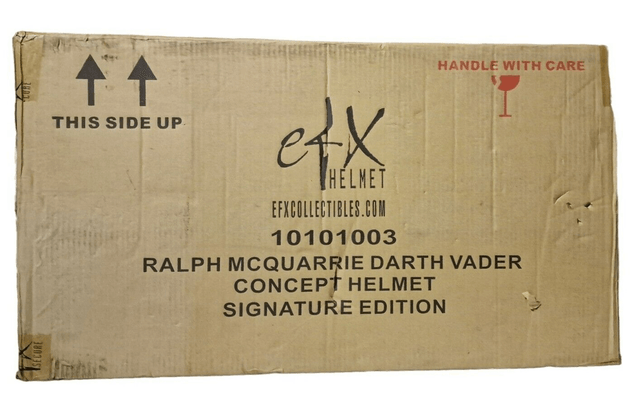 THIS SIDE UP
HANDLE WITH CARE
efX
HELMET
EFXCOLLECTIBLES.COM
10101003
RALPH MCQUARRIE DARTH VADER
CONCEPT HELMET
SIGNATURE EDITION
SECURE